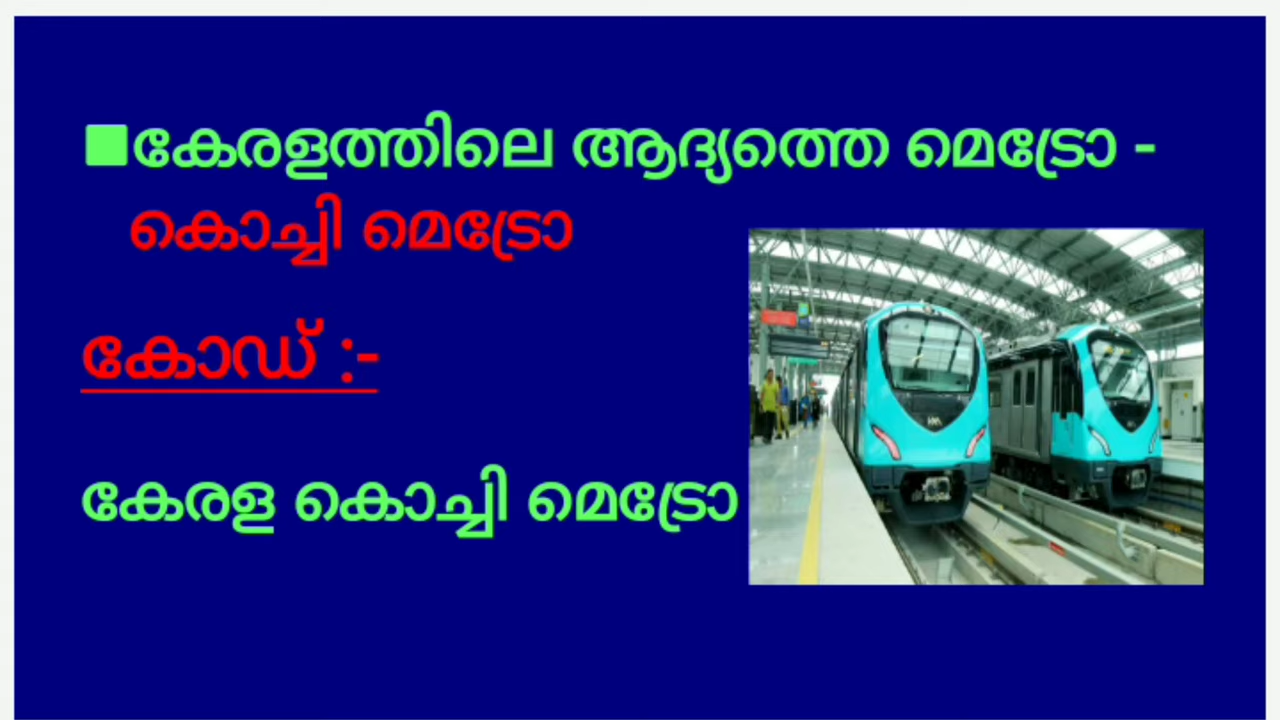 ■കേരളത്തിലെ ആദ്യത്തെ മെട്രോ -
കൊച്ചി മെട്രോ
കോഡ് :-
കേരള കൊച്ചി മെട്രോ